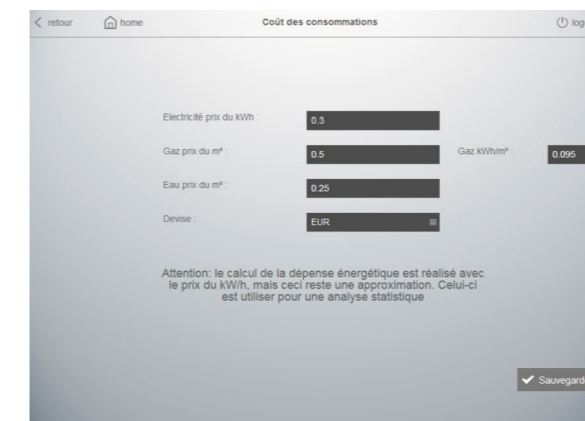 retour home Coût des consommations
Electricité prix du kWh : 0.3
Gaz prix du m³ : 0.5 Gaz kWh/m³ : 0.095
Eau prix du m³ : 0.25
Devise : EUR
Attention: le calcul de la dépense énergétique est réalisé avec
le prix du kW/h, mais ceci reste une approximation. Celui-ci
est utiliser pour une analyse statistique
Sauvegard